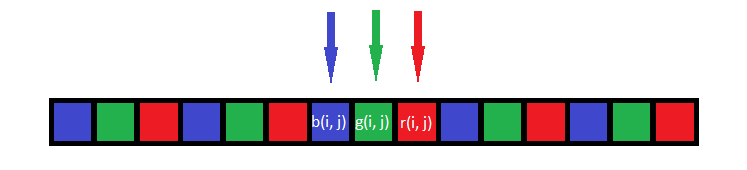 b(i, j) g(i, j) r(i, j)